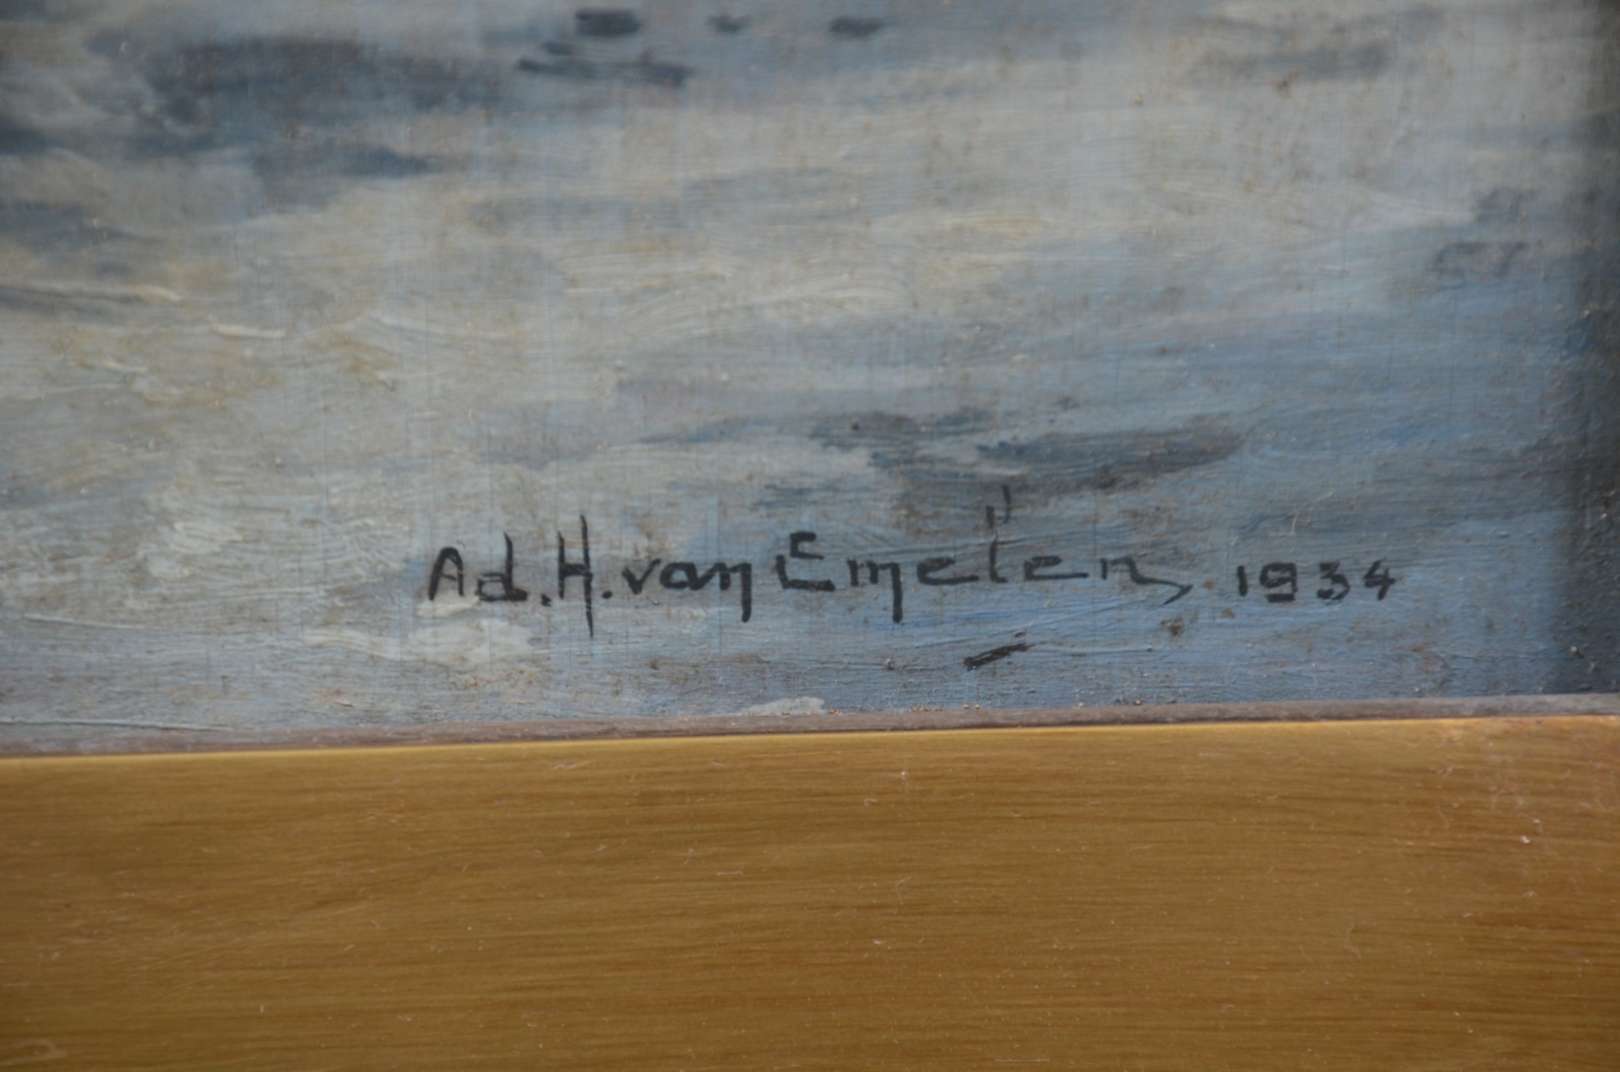 Ad. H. van Emelen 1934